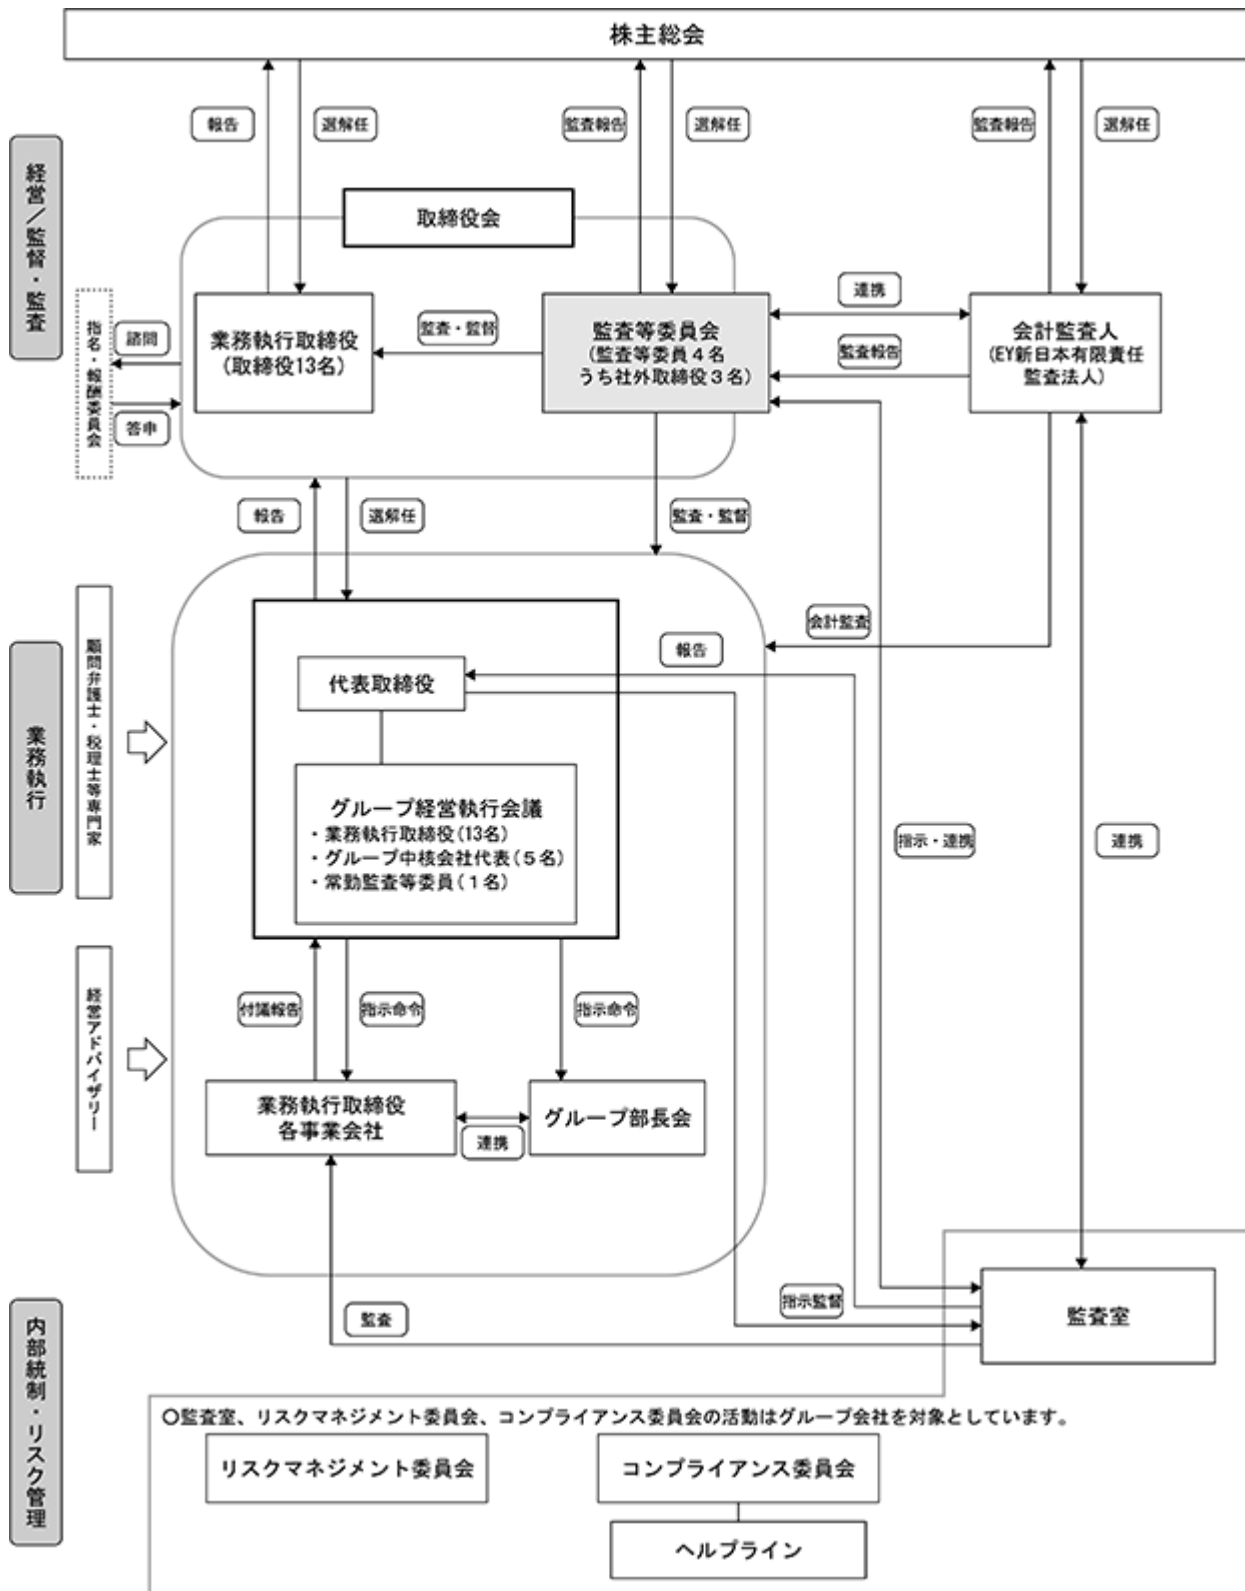 株主総会
報告
選解任
監査報告
選解任
監査報告
選解任
経営／監督・監査
取締役会
指名・報酬委員会
諮問
答申
業務執行取締役
(取締役13名)
監査・監督
監査等委員会
(監査等委員４名
うち社外取締役３名)
連携
監査報告
会計監査人
(EY新日本有限責任
監査法人)
報告
選解任
監査・監督
業務執行
顧問弁護士・税理士等専門家
会計監査
報告
代表取締役
グループ経営執行会議
・業務執行取締役(13名)
・グループ中核会社代表(５名)
・常勤監査等委員(１名)
指示・連携
連携
経営アドバイザリー
付議報告
指示命令
指示命令
業務執行取締役
各事業会社
連携
グループ部長会
内部統制・リスク管理
監査
指示監督
監査室
〇監査室、リスクマネジメント委員会、コンプライアンス委員会の活動はグループ会社を対象としています。
リスクマネジメント委員会
コンプライアンス委員会
ヘルプライン